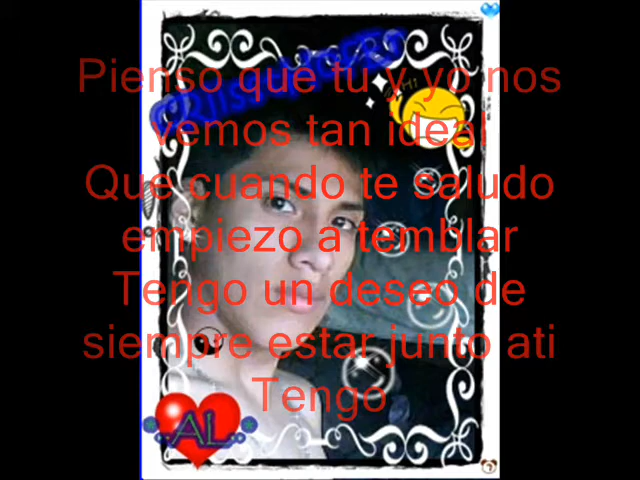 Pienso que tu y yo nos
vemos tan ideal
Que cuando te saludo
empiezo a temblar
Tengo un deseo de
siempre estar junto ati
Tengo
Hi
*..AL..*